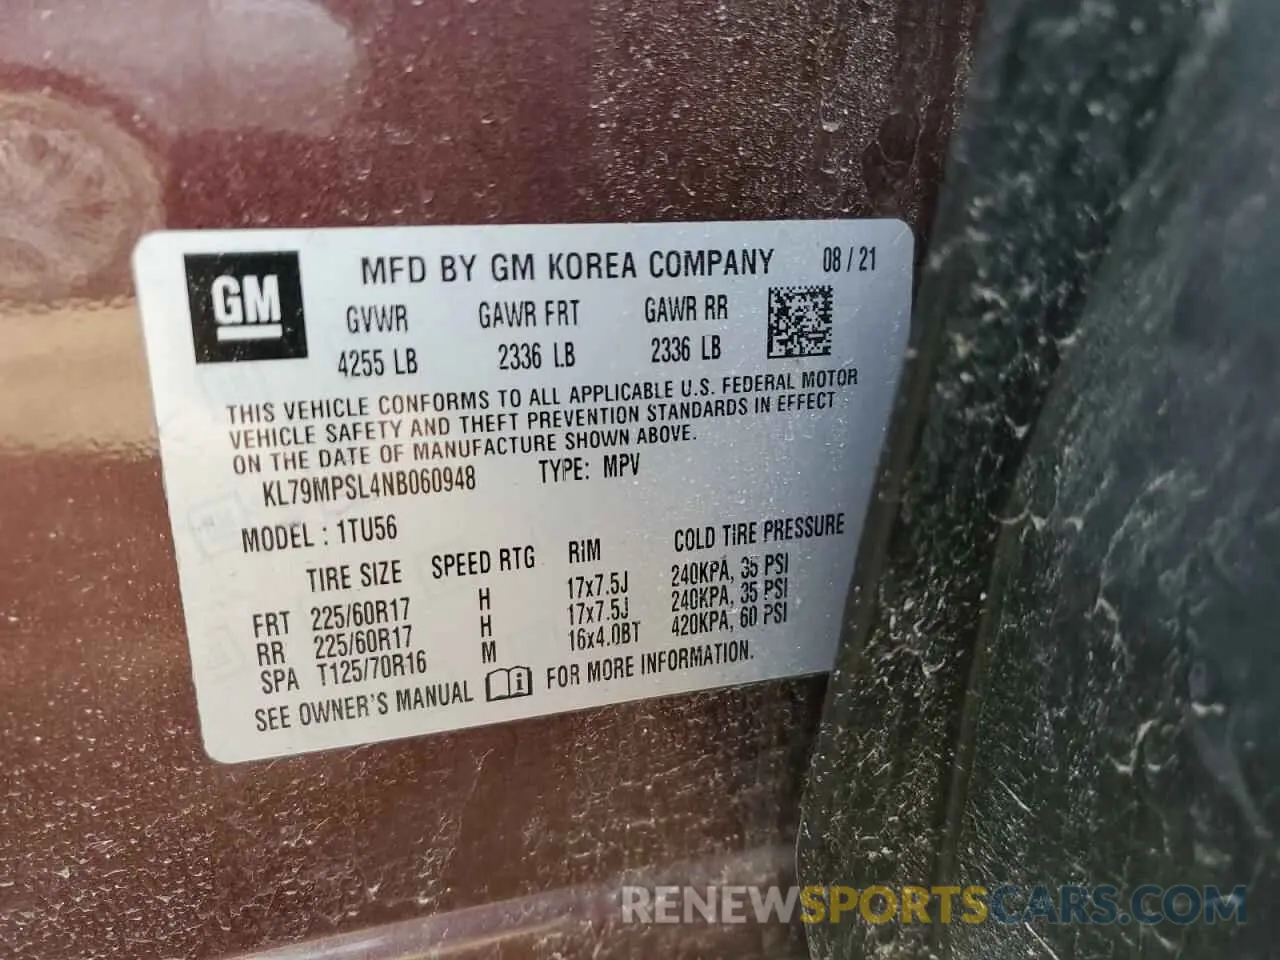 GM
MFD BY GM KOREA COMPANY 08 / 21
GVWR GAWR FRT GAWR RR
4255 LB 2336 LB 2336 LB
THIS VEHICLE CONFORMS TO ALL APPLICABLE U.S. FEDERAL MOTOR
VEHICLE SAFETY AND THEFT PREVENTION STANDARDS IN EFFECT
ON THE DATE OF MANUFACTURE SHOWN ABOVE.
KL79MPSL4NB060948 TYPE: MPV
MODEL : 1TU56
TIRE SIZE SPEED RTG RIM COLD TIRE PRESSURE
FRT 225/60R17 H 17x7.5J 240KPA, 35 PSI
RR 225/60R17 H 17x7.5J 240KPA, 35 PSI
SPA T125/70R16 M 16x4.0BT 420KPA, 60 PSI
SEE OWNER'S MANUAL i FOR MORE INFORMATION.
RENEWSPORTSCARS.COM